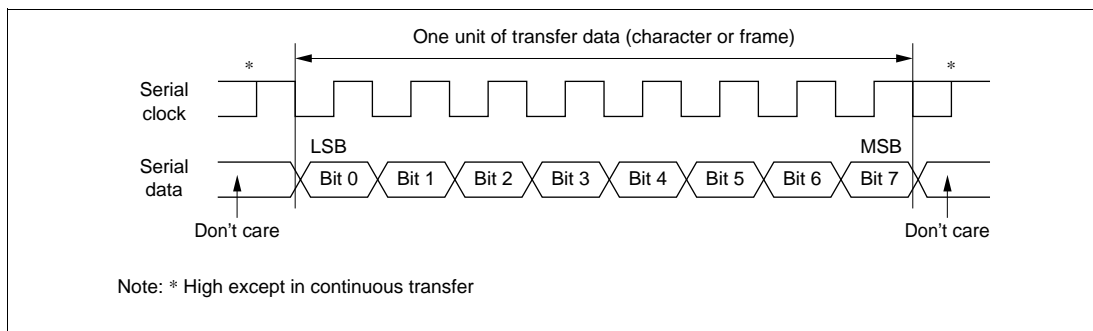 One unit of transfer data (character or frame)
* *
Serial
clock
LSB MSB
Serial
data
Bit 0 Bit 1 Bit 2 Bit 3 Bit 4 Bit 5 Bit 6 Bit 7
Don't care Don't care
Note: * High except in continuous transfer